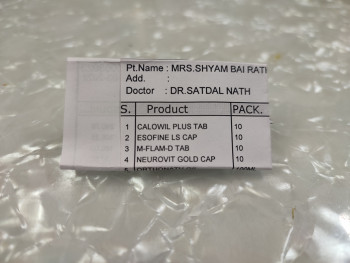 Pt.Name : MRS.SHYAM BAI
Add. :
Doctor : DR.SATDAL NATH
S. Product PACK.
1 CALOWIL PLUS TAB 10
2 ESOFINE LS CAP 10
3 M-FLAM-D TAB 10
4 NEUROVIT GOLD CAP 10